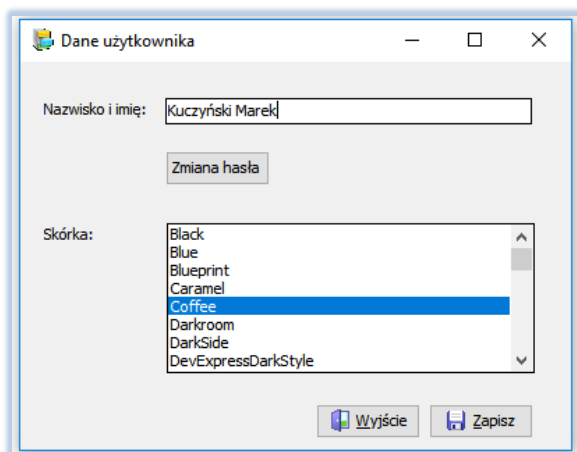 Dane użytkownika
Nazwisko i imię: Kuczyński Marek
Zmiana hasła
Skórka:
Black
Blue
Blueprint
Caramel
Coffee
Darkroom
DarkSide
DevExpressDarkStyle
Wyjście Zapisz